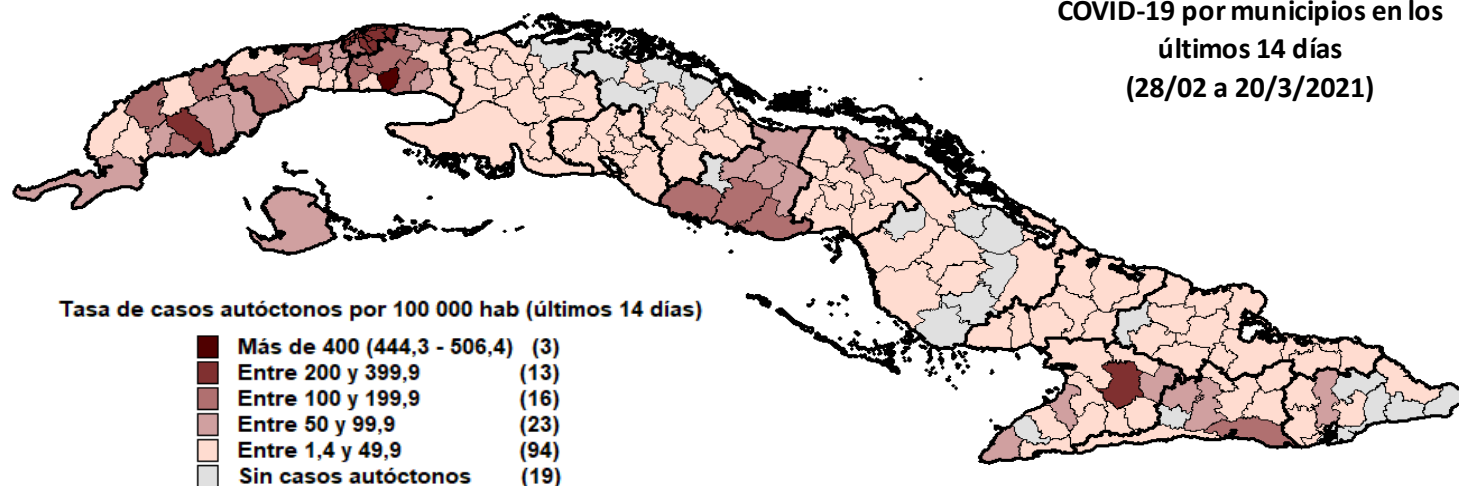 COVID-19 por municipios en los
últimos 14 días
(28/02 a 20/3/2021)
Tasa de casos autóctonos por 100 000 hab (últimos 14 días)
Más de 400 (444,3 - 506,4) (3)
Entre 200 y 399,9 (13)
Entre 100 y 199,9 (16)
Entre 50 y 99,9 (23)
Entre 1,4 y 49,9 (94)
Sin casos autóctonos (19)